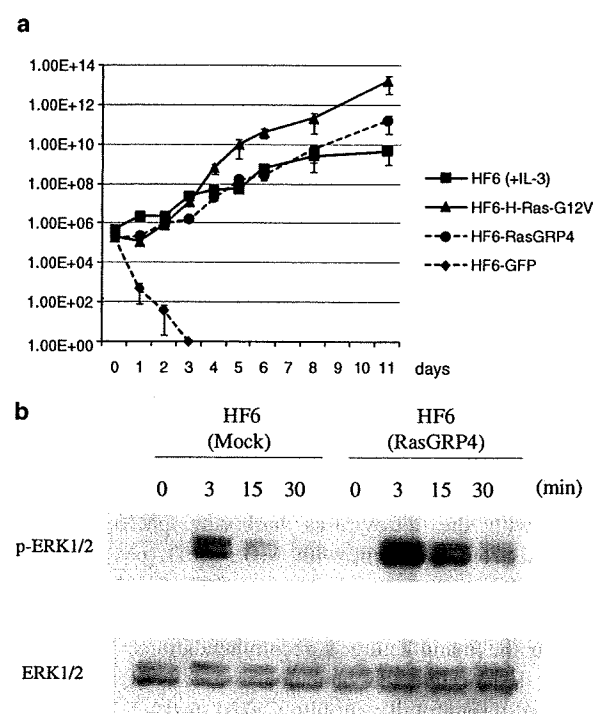 a
1.00E+14
1.00E+12
1.00E+10
1.00E+08
1.00E+06
1.00E+04
1.00E+02
1.00E+00
0 1 2 3 4 5 6 7 8 9 10 11 days
HF6 (+IL-3)
HF6-H-Ras-G12V
HF6-RasGRP4
HF6-GFP
b
HF6 HF6
(Mock) (RasGRP4)
0 3 15 30 0 3 15 30 (min)
p-ERK1/2
ERK1/2